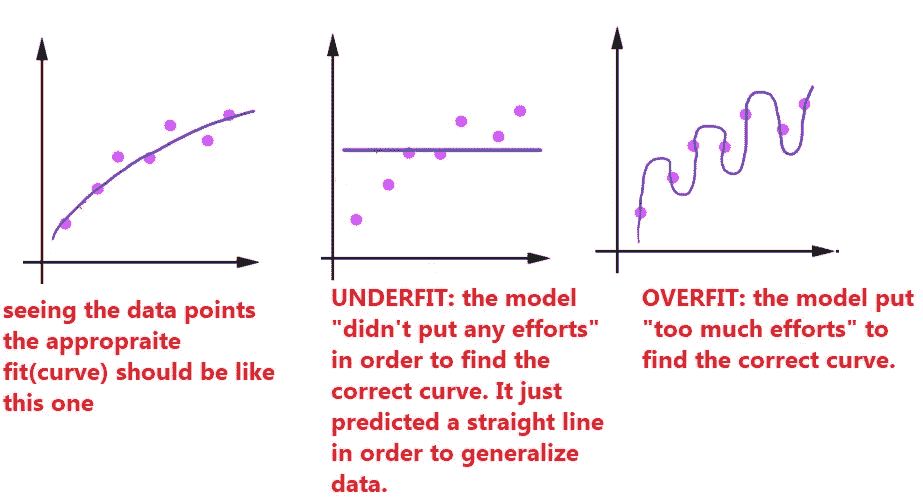 seeing the data points
the appropraite
fit(curve) should be like
this one
UNDERFIT: the model
"didn't put any efforts"
in order to find the
correct curve. It just
predicted a straight line
in order to generalize
data.
OVERFIT: the model put
"too much efforts" to
find the correct curve.